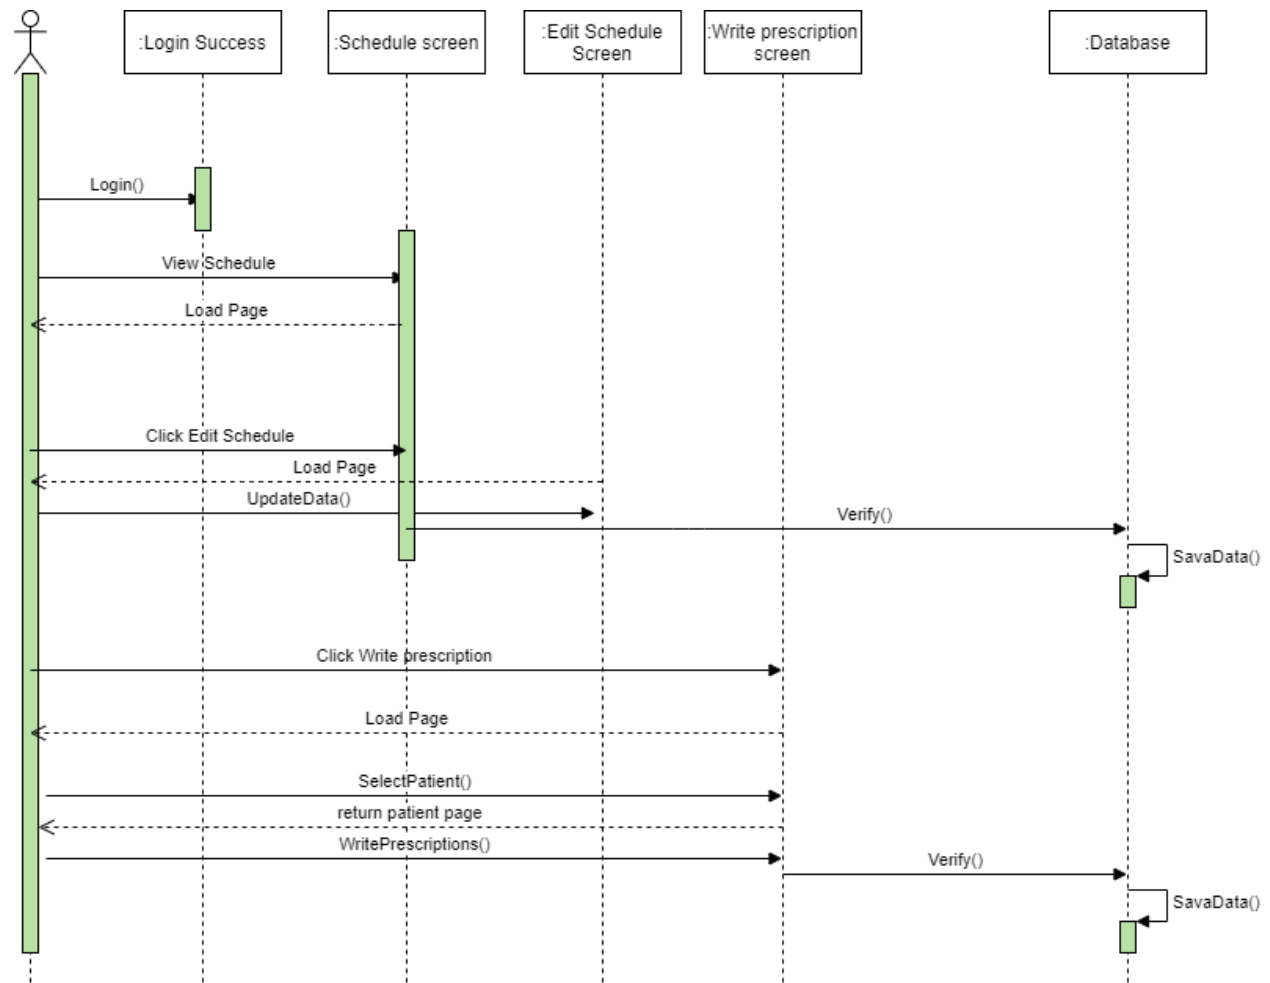 :Login Success
:Schedule screen
:Edit Schedule
Screen
:Write prescription
screen
:Database
Login()
View Schedule
Load Page
Click Edit Schedule
Load Page
UpdateData()
Verify()
SavaData()
Click Write prescription
Load Page
SelectPatient()
return patient page
WritePrescriptions()
Verify()
SavaData()